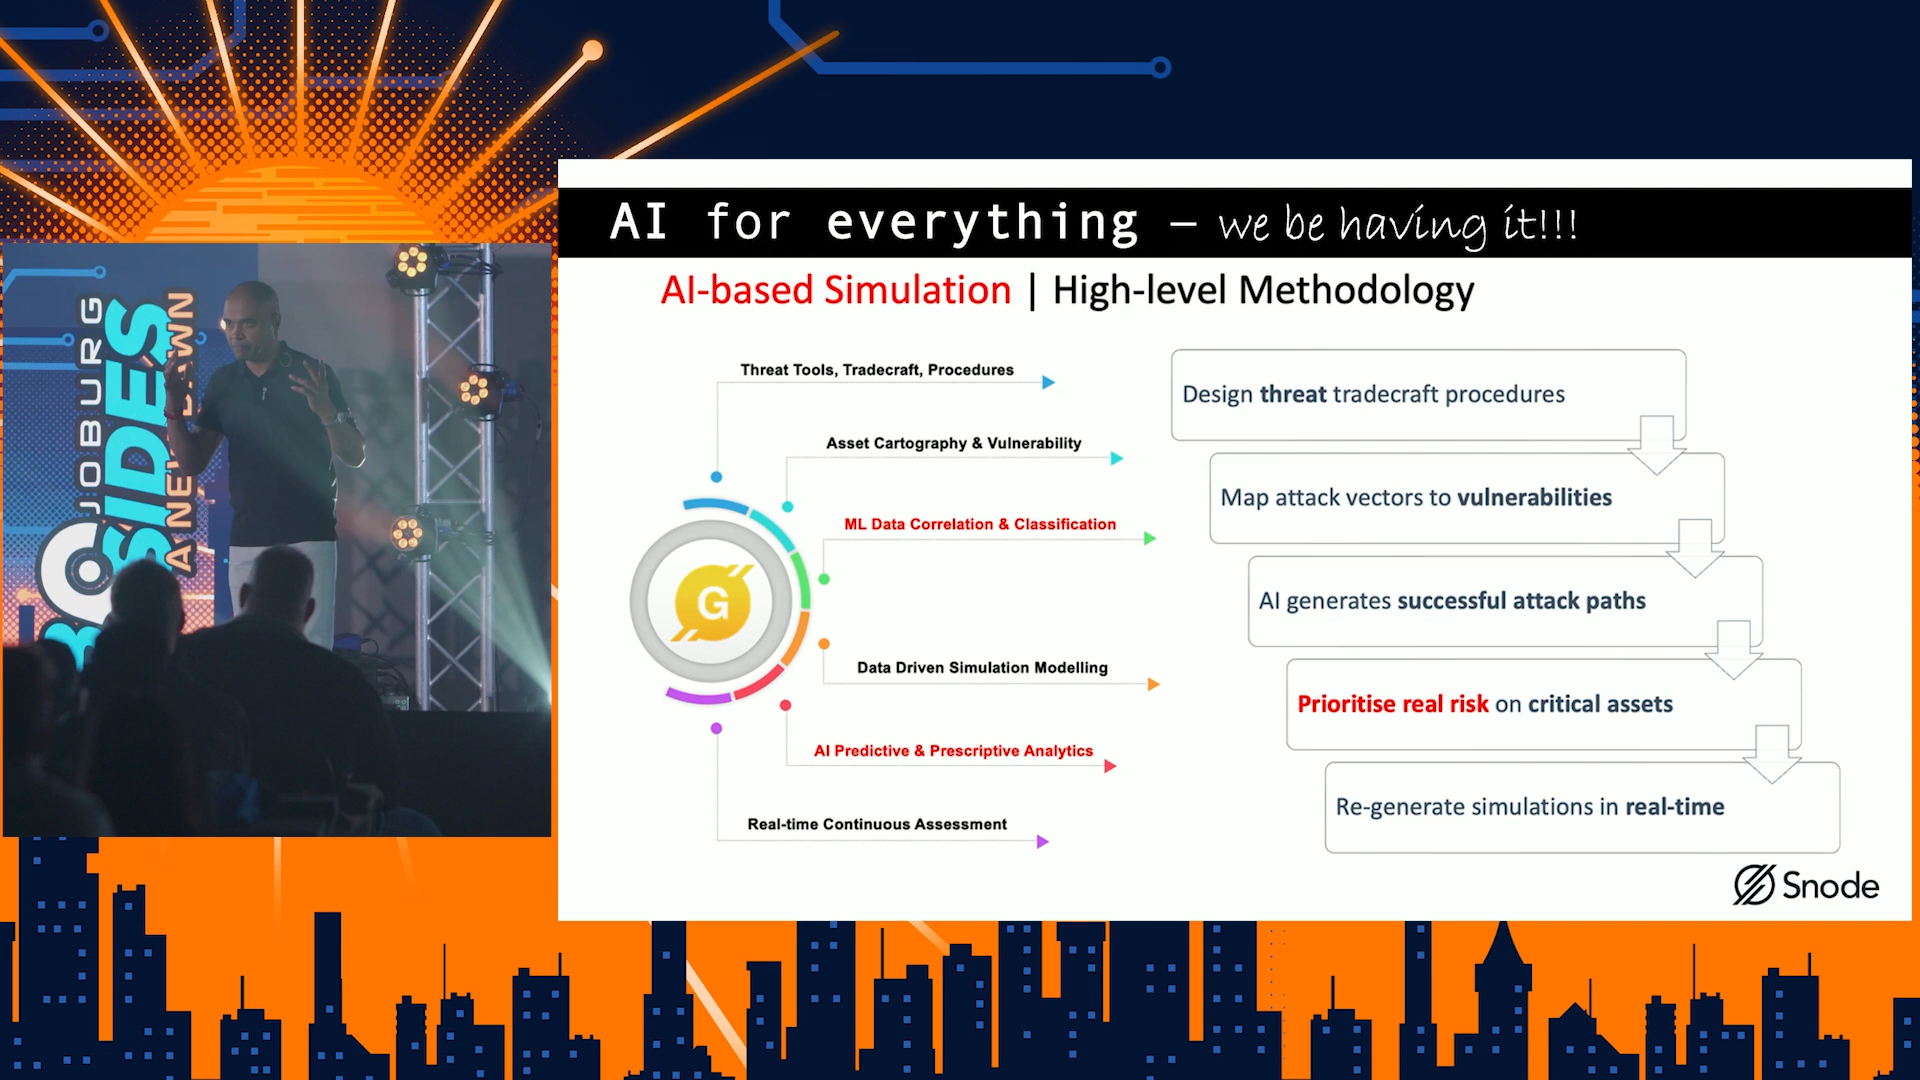 JOBURG
BSIDES
A NEW DAWN
AI for everything – we be having it!!!
AI-based Simulation | High-level Methodology
Threat Tools, Tradecraft, Procedures
Asset Cartography & Vulnerability
ML Data Correlation & Classification
G
Data Driven Simulation Modelling
AI Predictive & Prescriptive Analytics
Real-time Continuous Assessment
Design threat tradecraft procedures
Map attack vectors to vulnerabilities
AI generates successful attack paths
Prioritise real risk on critical assets
Re-generate simulations in real-time
Snode